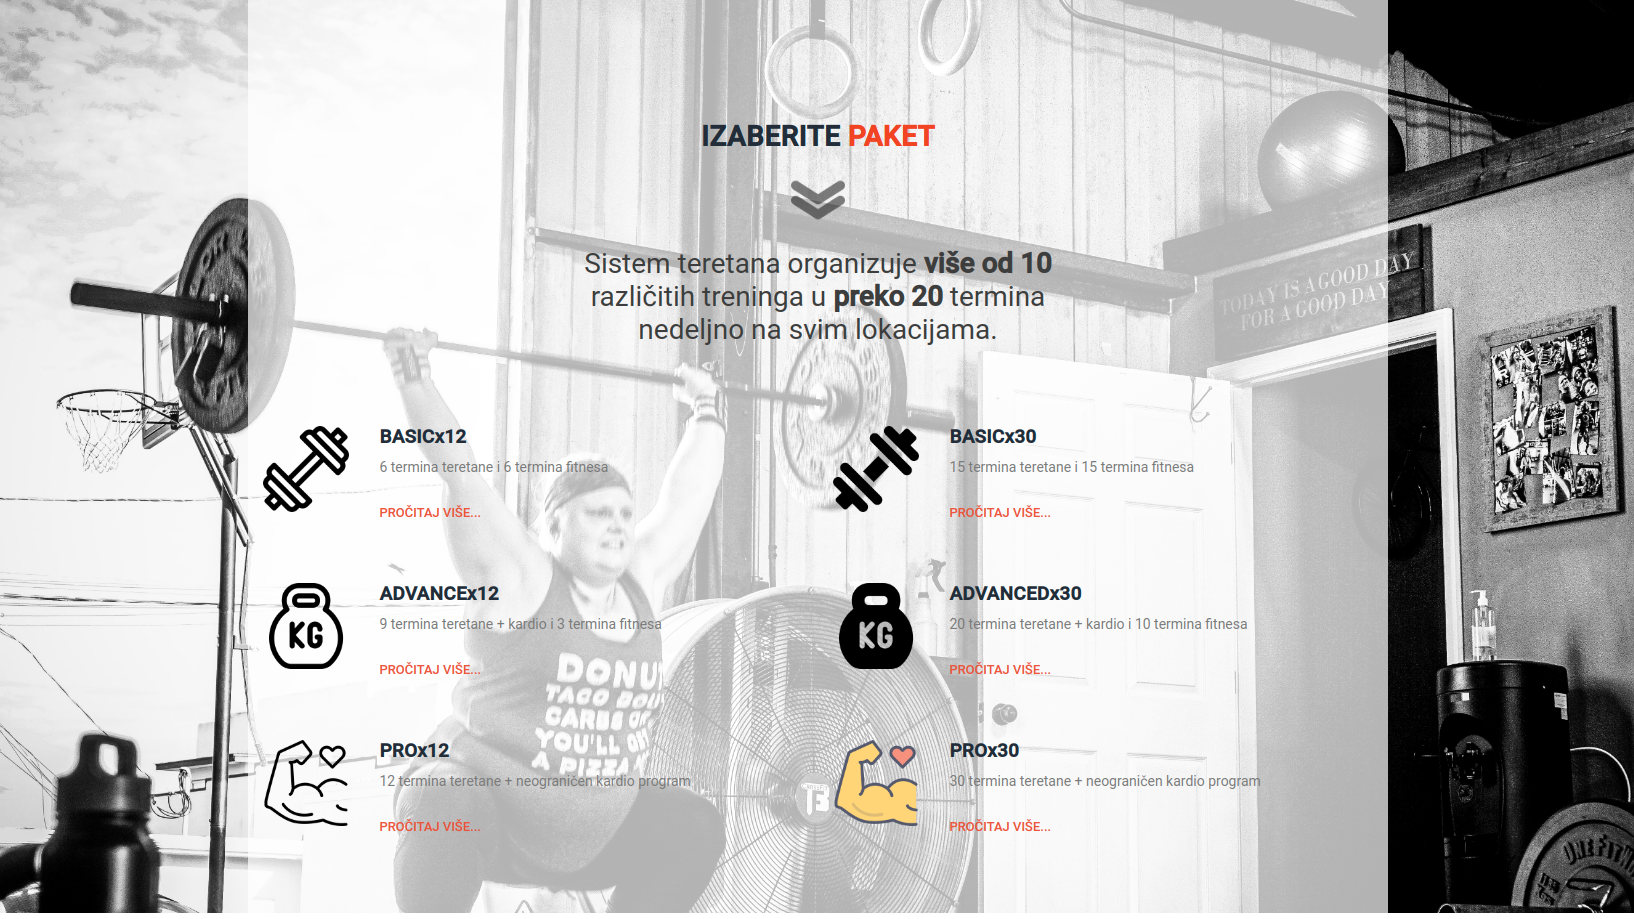 IZABERITE PAKET
Sistem teretana organizuje više od 10
različitih treninga u preko 20 termina
nedeljno na svim lokacijama.
BASICx12
6 termina teretane i 6 termina fitnesa
PROČITAJ VIŠE...
BASICx30
15 termina teretane i 15 termina fitnesa
PROČITAJ VIŠE...
KG
ADVANCEx12
9 termina teretane + kardio i 3 termina fitnesa
PROČITAJ VIŠE...
KG
ADVANCEDx30
20 termina teretane + kardio i 10 termina fitnesa
PROČITAJ VIŠE...
PROx12
12 termina teretane + neograničen kardio program
PROČITAJ VIŠE...
PROx30
30 termina teretane + neograničen kardio program
PROČITAJ VIŠE...
TODAY IS A GOOD DAY
FOR A GOOD DAY
TACO
CARBS
YOU'LL
A PIZZA